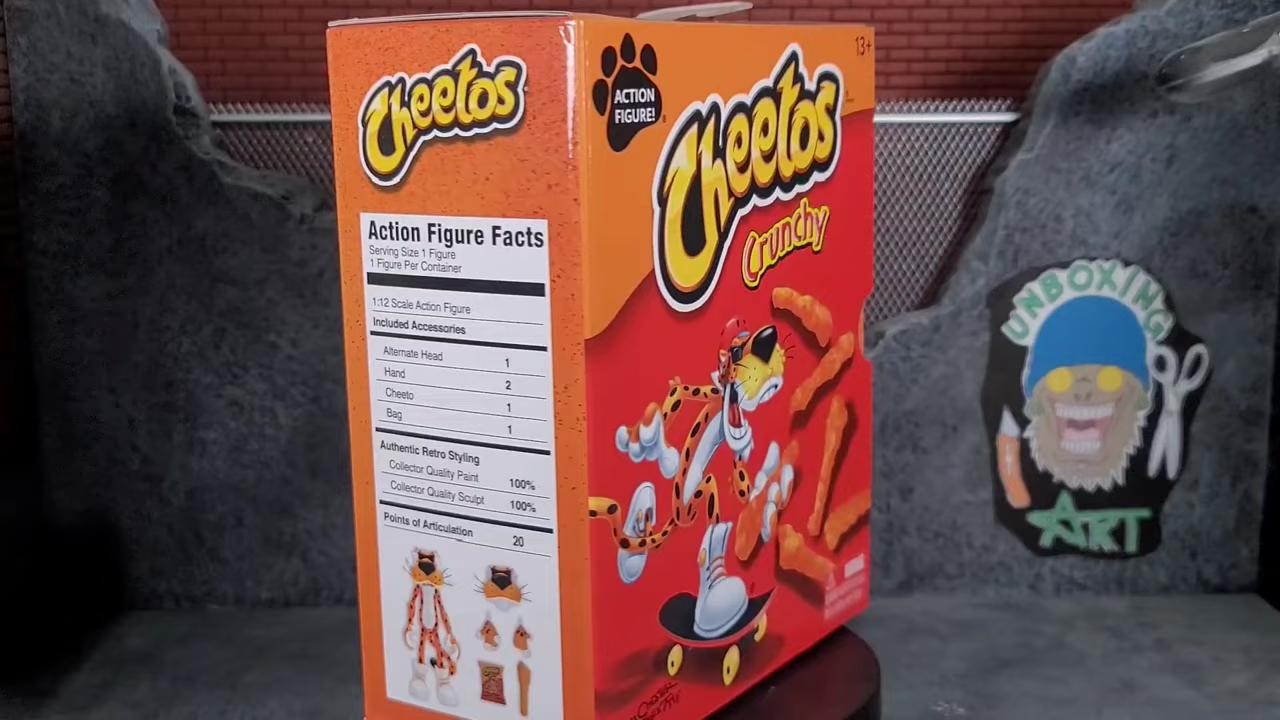 Cheetos
Action Figure Facts
Serving Size 1 Figure
1 Figure Per Container
1:12 Scale Action Figure
Included Accessories
Alternate Head 1
Hand 2
Cheeto 1
Bag 1
Authentic Retro Styling
Collector Quality Paint 100%
Collector Quality Sculpt 100%
Points of Articulation 20
ACTION
FIGURE!
13+
Cheetos
Crunchy
UNBOXING
ART